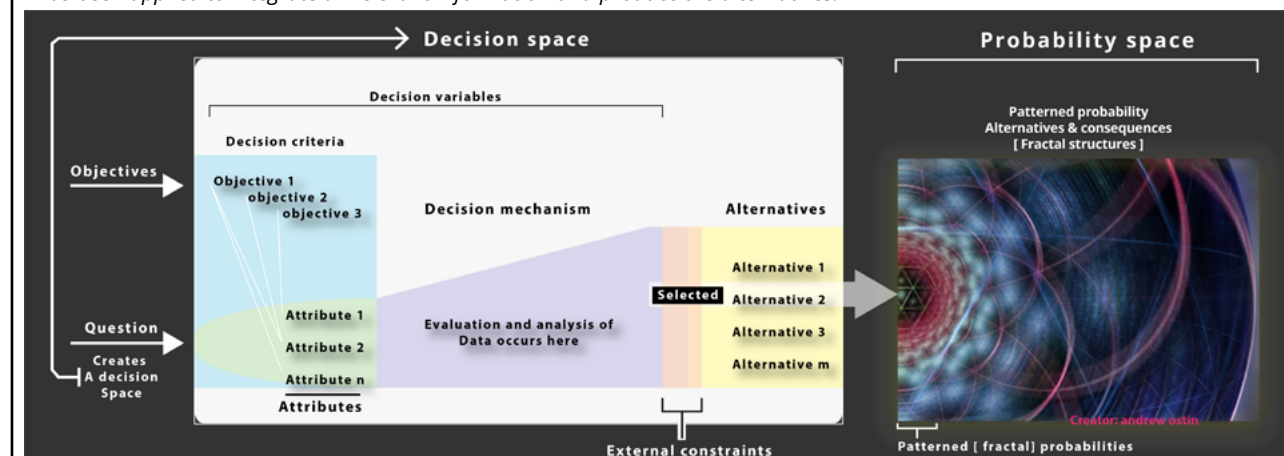 Decision space
Probability space
Decision variables
Patterned probability
Alternatives & consequences
[ Fractal structures ]
Decision criteria
Objectives
Objective 1
objective 2
objective 3
Decision mechanism
Alternatives
Alternative 1
Selected
Alternative 2
Question
Attribute 1
Evaluation and analysis of
Data occurs here
Alternative 3
Creates
A decision
Space
Attribute 2
Alternative m
Attribute n
Attributes
Creator: andrew ostin
External constraints
Patterned [ fractal] probabilities